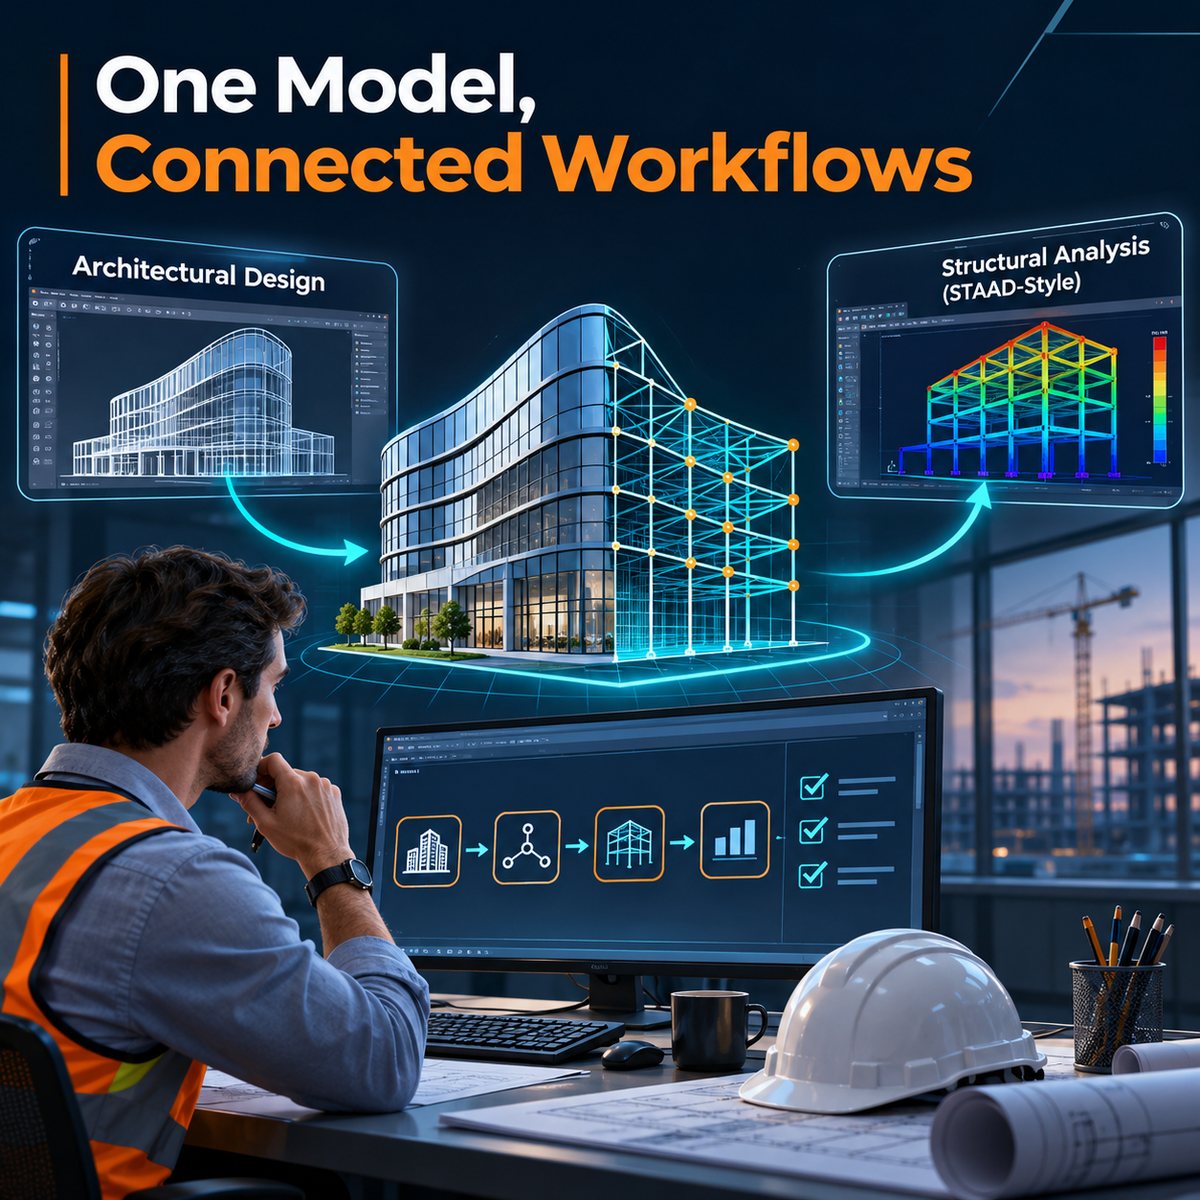 One Model,
Connected Workflows
Architectural Design
Structural Analysis
(STAAD-Style)